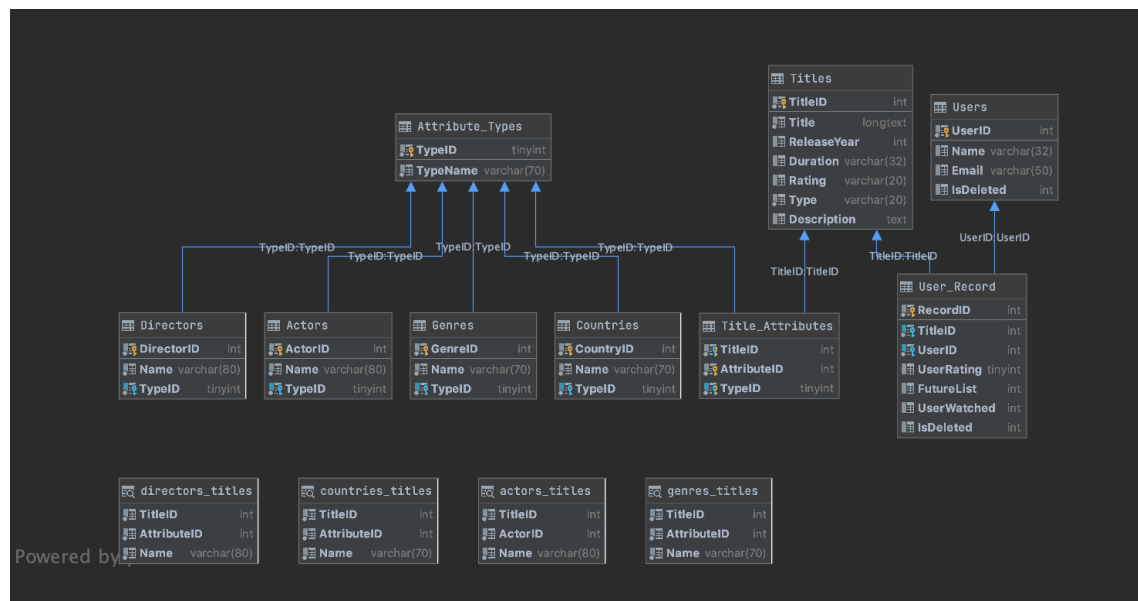 Titles
TitleID int
Title longtext
ReleaseYear int
Duration varchar(32)
Rating varchar(20)
Type varchar(20)
Description text
Users
UserID int
Name varchar(32)
Email varchar(50)
IsDeleted int
Attribute_Types
TypeID tinyint
TypeName varchar(70)
TypeID:TypeID
TypeID:TypeID
TypeID:TypeID
TypeID:TypeID
TypeID:TypeID
TitleID:TitleID
TitleID:TitleID
UserID:UserID
Directors
DirectorID int
Name varchar(80)
TypeID tinyint
Actors
ActorID int
Name varchar(80)
TypeID tinyint
Genres
GenreID int
Name varchar(70)
TypeID tinyint
Countries
CountryID int
Name varchar(70)
TypeID tinyint
Title_Attributes
TitleID int
AttributeID int
TypeID tinyint
User_Record
RecordID int
TitleID int
UserID int
UserRating tinyint
FutureList int
UserWatched int
IsDeleted int
directors_titles
TitleID int
AttributeID int
Name varchar(80)
countries_titles
TitleID int
AttributeID int
Name varchar(70)
actors_titles
TitleID int
ActorID int
Name varchar(80)
genres_titles
TitleID int
AttributeID int
Name varchar(70)
Powered by